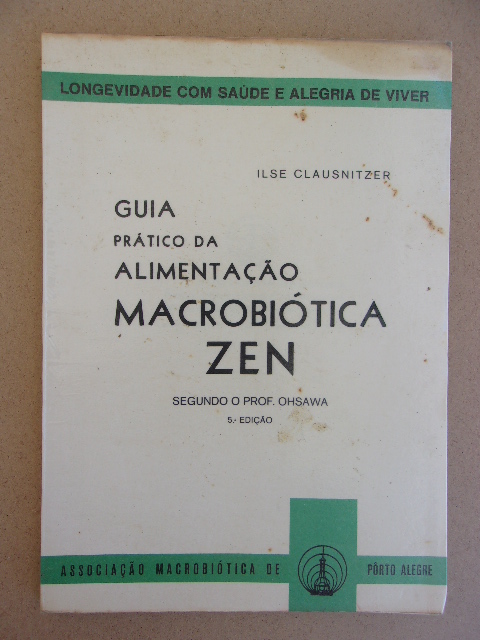 LONGEVIDADE COM SAÚDE E ALEGRIA DE VIVER
ILSE CLAUSNITZER
GUIA
PRÁTICO DA
ALIMENTAÇÃO
MACROBIÓTICA
ZEN
SEGUNDO O PROF. OHSAWA
5.ª EDIÇÃO
ASSOCIAÇÃO MACROBIÓTICA DE PÔRTO ALEGRE